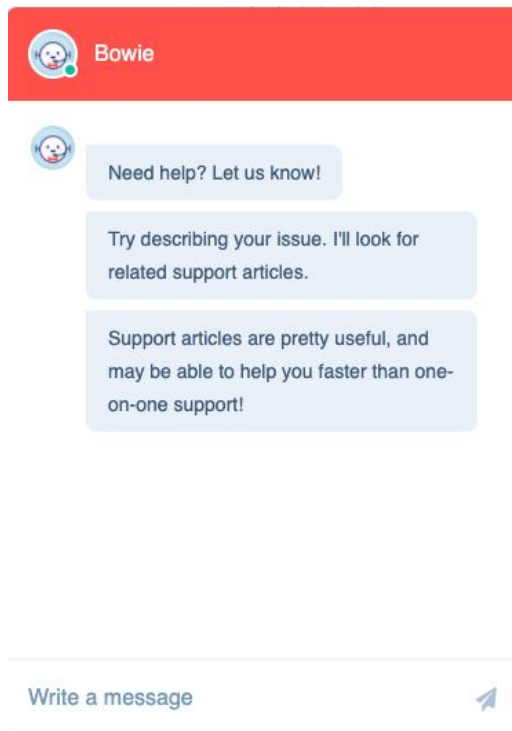 Bowie
Need help? Let us know!
Try describing your issue. I'll look for
related support articles.
Support articles are pretty useful, and
may be able to help you faster than one-
on-one support!
Write a message